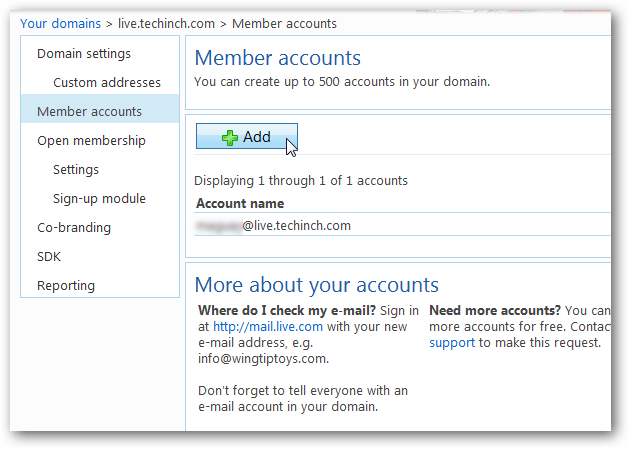 Your domains > live.techinch.com > Member accounts
Domain settings
Custom addresses
Member accounts
Open membership
Settings
Sign-up module
Co-branding
SDK
Reporting
Member accounts
You can create up to 500 accounts in your domain.
Add
Displaying 1 through 1 of 1 accounts
Account name
@live.techinch.com
More about your accounts
Where do I check my e-mail? Sign in
at http://mail.live.com with your new
e-mail address, e.g.
info@wingtiptoys.com.
Don't forget to tell everyone with an
e-mail account in your domain.
Need more accounts? You can
more accounts for free. Contac
support to make this request.